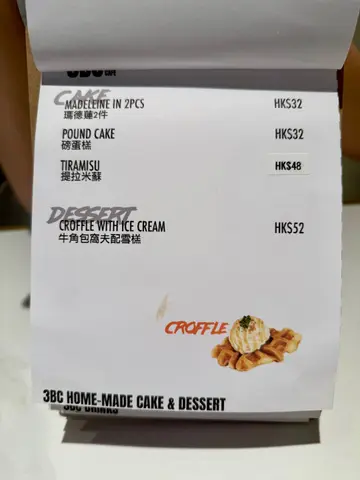 CAKE
MADELEINE IN 2PCS HK$32
瑪德蓮2件
POUND CAKE HK$32
磅蛋糕
TIRAMISU HK$48
提拉米蘇
DESSERT
CROFFLE WITH ICE CREAM HK$52
牛角包窩夫配雪糕
CROFFLE
3BC HOME-MADE CAKE & DESSERT
3BC DRINKS